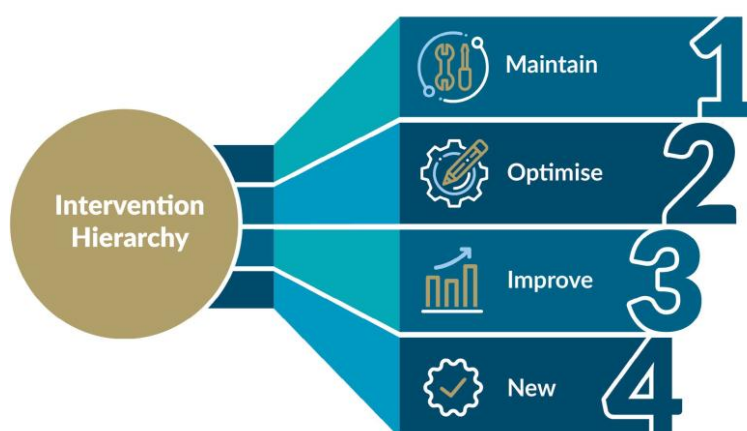 Intervention
Hierarchy
Maintain 1
Optimise 2
Improve 3
New 4